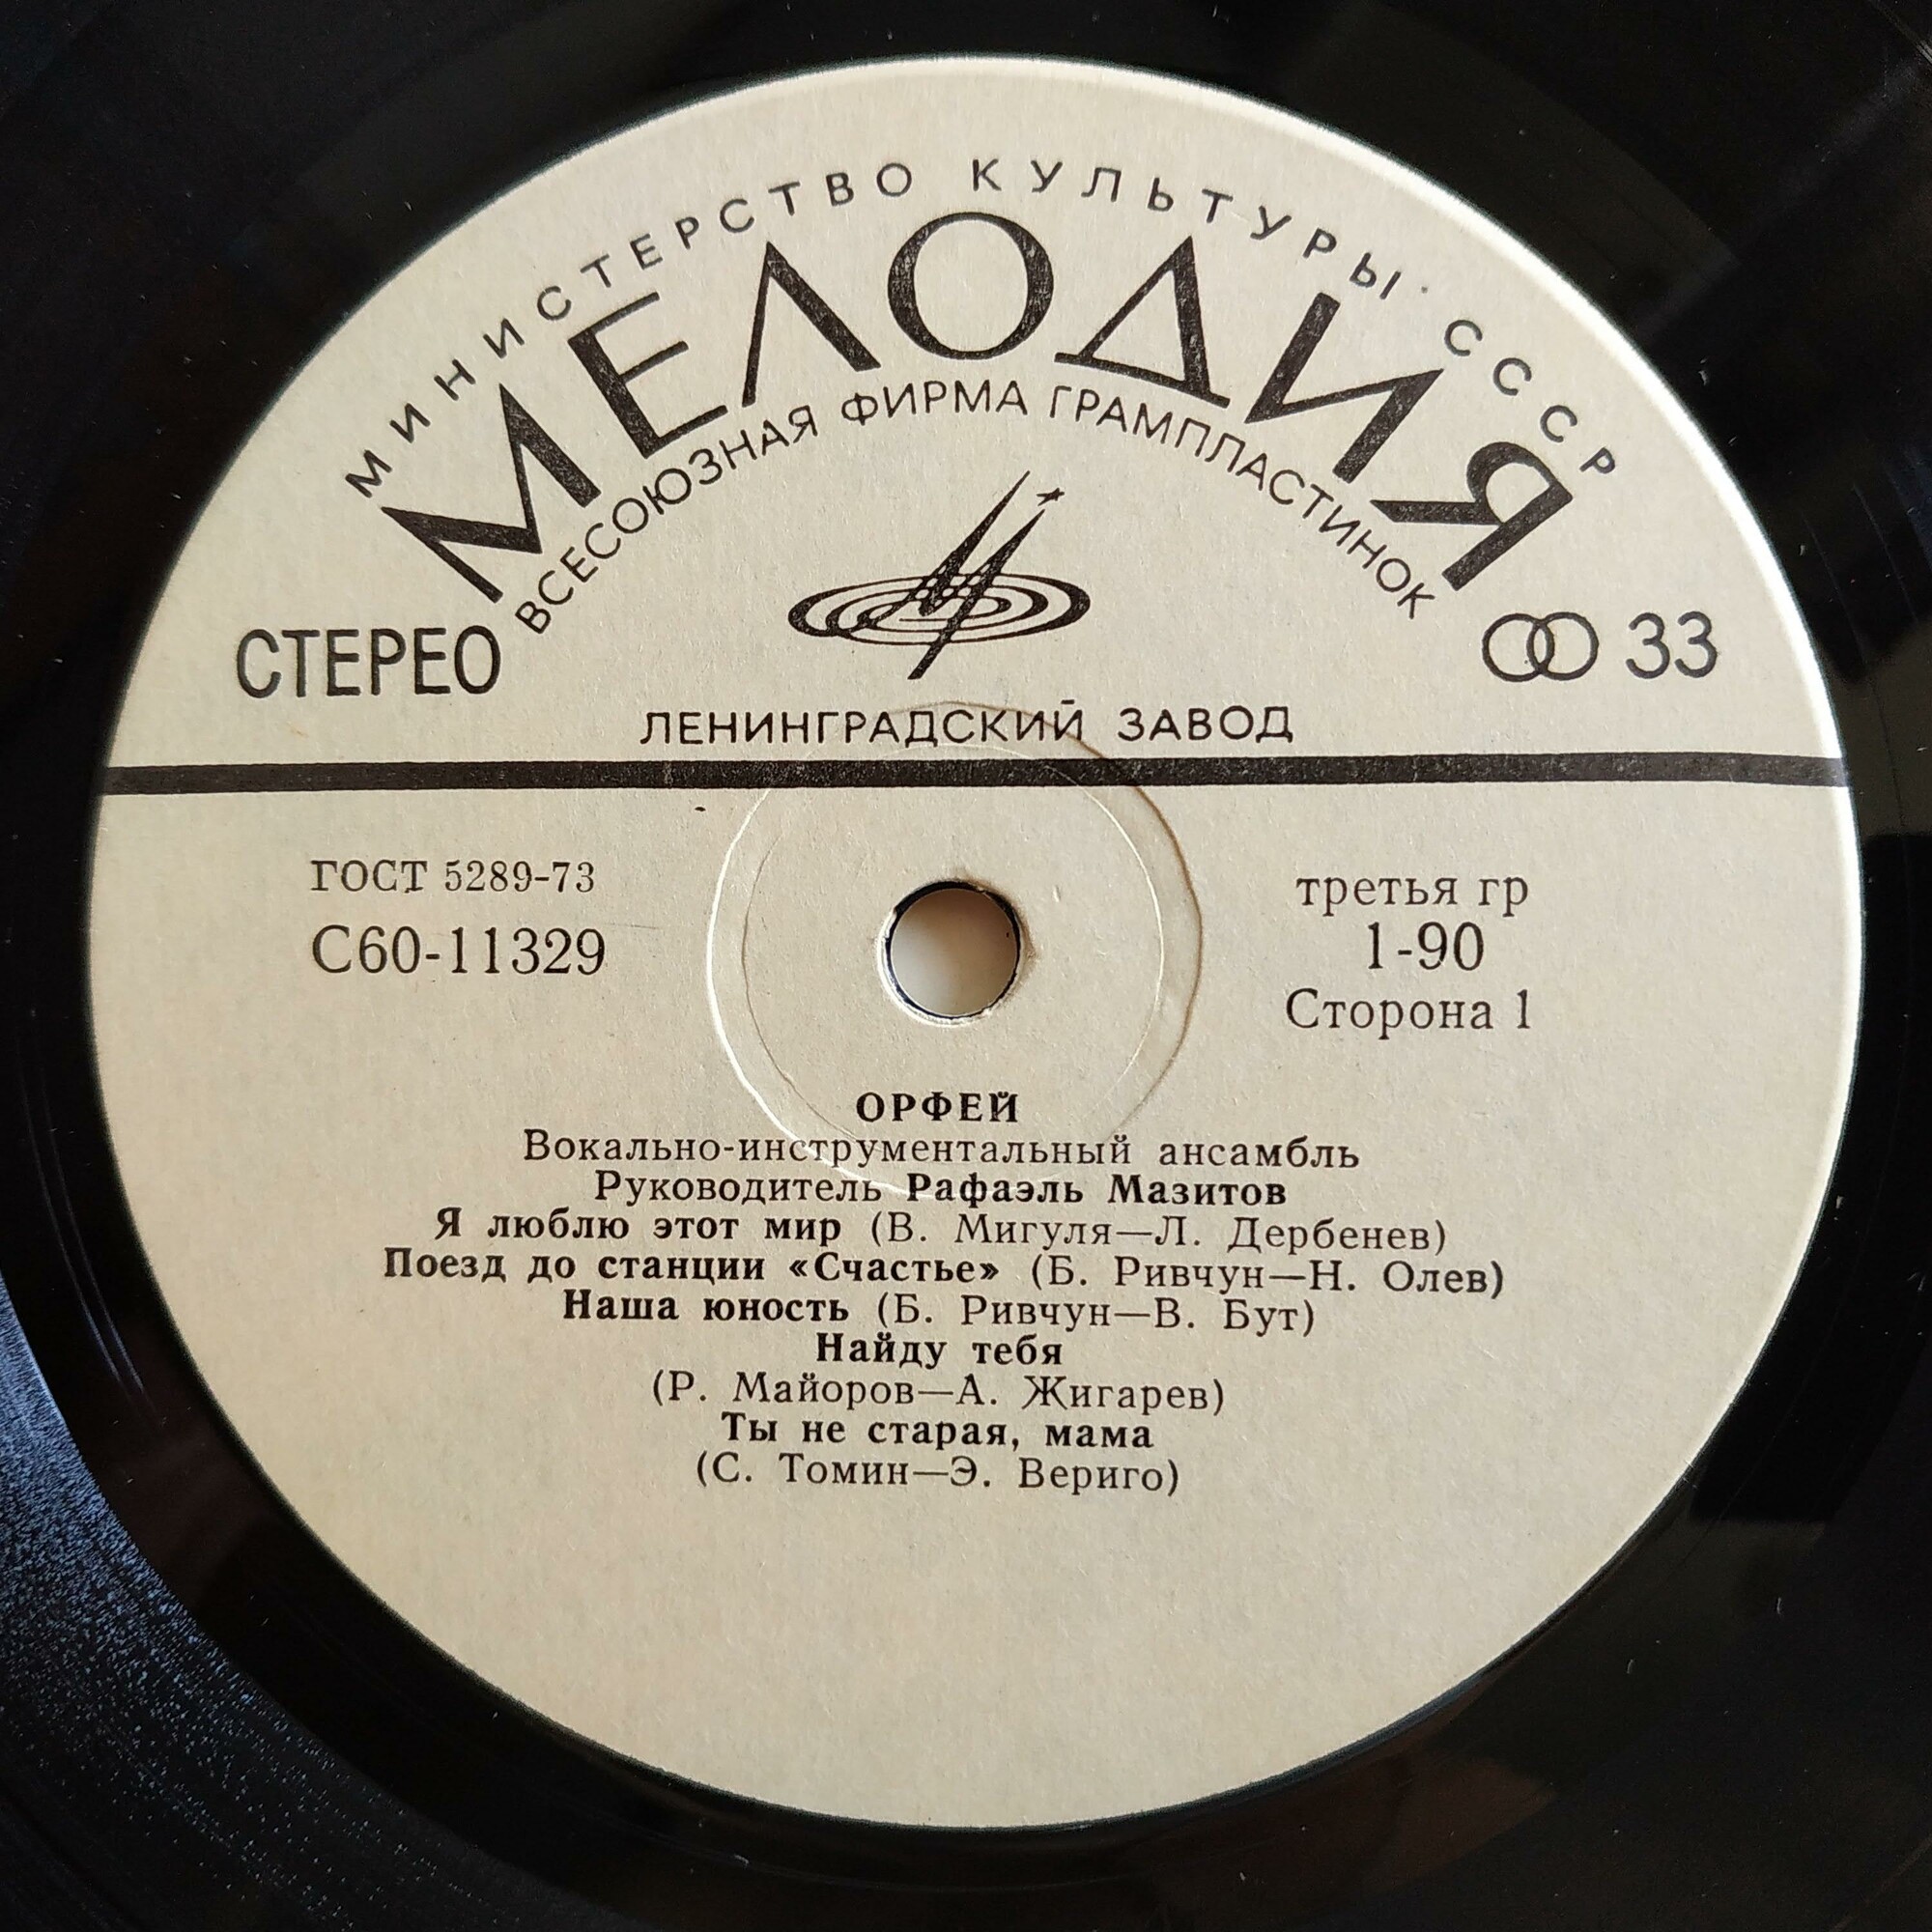 МИНИСТЕРСТВО КУЛЬТУРЫ СССР
МЕЛОДИЯ
ВСЕСОЮЗНАЯ ФИРМА ГРАМПЛАСТИНОК
СТЕРЕО
33
ЛЕНИНГРАДСКИЙ ЗАВОД
ГОСТ 5289-73
С60-11329
третья гр
1-90
Сторона 1
ОРФЕЙ
Вокально-инструментальный ансамбль
Руководитель Рафаэль Мазитов
Я люблю этот мир (В. Мигуля—Л. Дербенев)
Поезд до станции «Счастье» (Б. Ривчун—Н. Олев)
Наша юность (Б. Ривчун—В. Бут)
Найду тебя
(Р. Майоров—А. Жигарев)
Ты не старая, мама
(С. Томин—Э. Вериго)